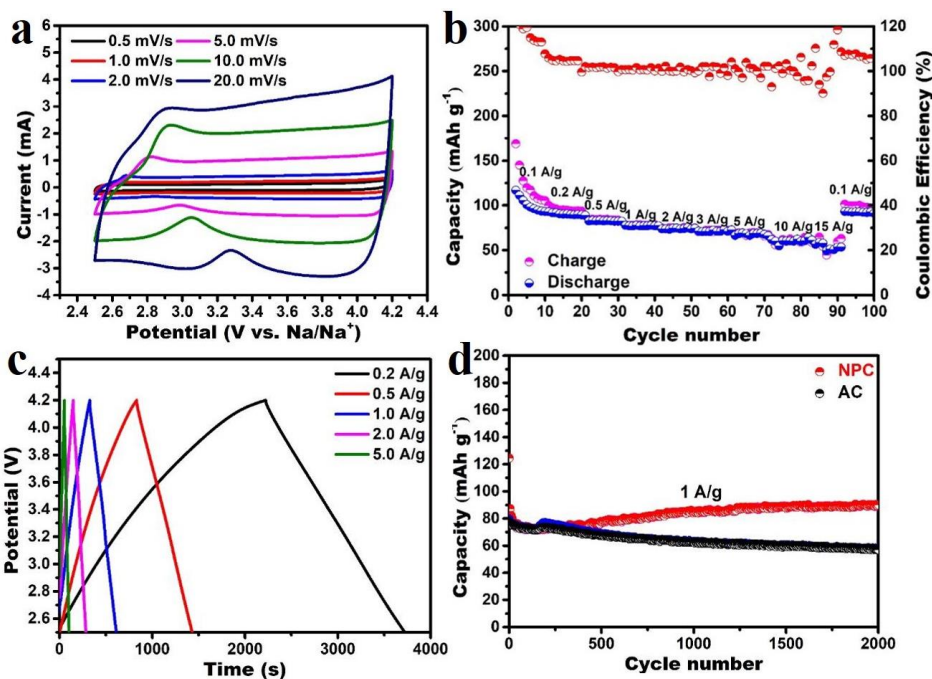 a
0.5 mV/s 5.0 mV/s
1.0 mV/s 10.0 mV/s
2.0 mV/s 20.0 mV/s
6
5
4
3
2
1
0
-1
-2
-3
-4
Current (mA)
2.4 2.6 2.8 3.0 3.2 3.4 3.6 3.8 4.0 4.2 4.4
Potential (V vs. Na/Na⁺)
b
300
250
200
150
100
50
0
Capacity (mAh g⁻¹)
120
100
80
60
40
20
0
Coulombic Efficiency (%)
0.1 A/g
0.2 A/g
0.5 A/g
1 A/g
2 A/g
3 A/g
5 A/g
10 A/g
15 A/g
0.1 A/g
Charge
Discharge
0 10 20 30 40 50 60 70 80 90 100
Cycle number
c
0.2 A/g
0.5 A/g
1.0 A/g
2.0 A/g
5.0 A/g
4.4
4.2
4.0
3.8
3.6
3.4
3.2
3.0
2.8
2.6
Potential (V)
0 1000 2000 3000 4000
Time (s)
d
NPC
AC
200
180
160
140
120
100
80
60
40
20
0
Capacity (mAh g⁻¹)
1 A/g
0 500 1000 1500 2000
Cycle number